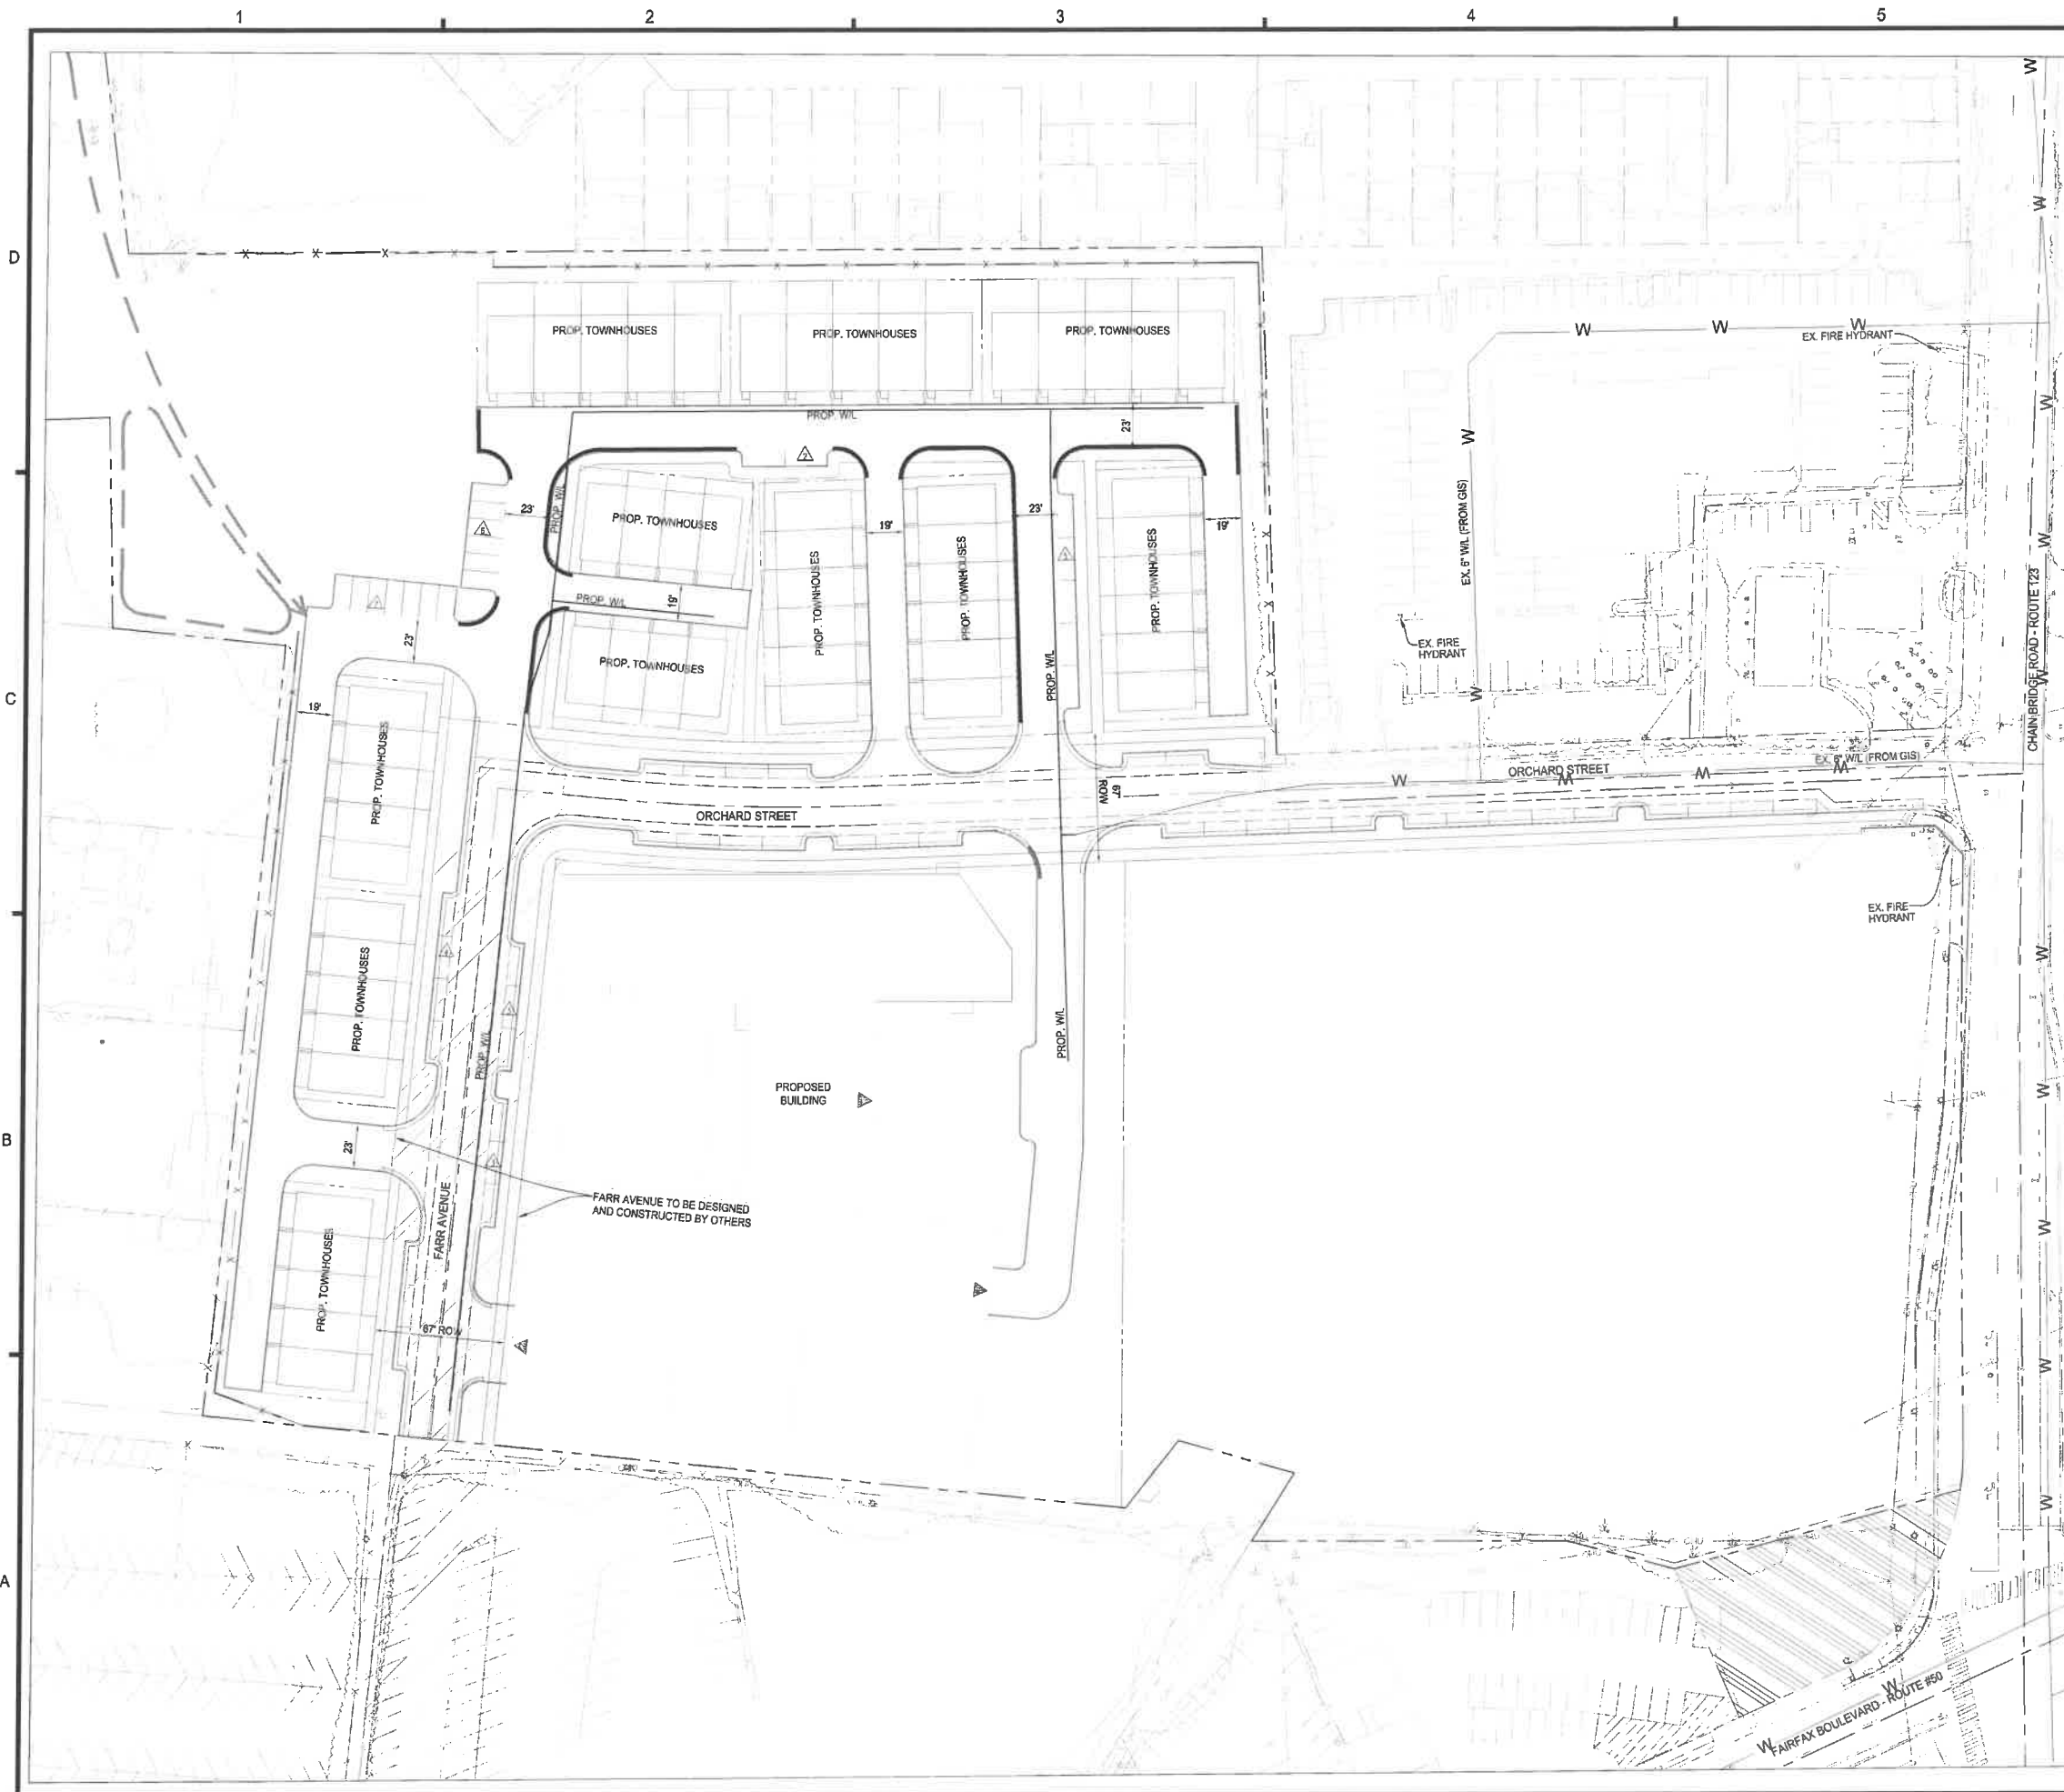 1 2 3 4 5
D
C
B
A
W
W
PROP. TOWNHOUSES
PROP. TOWNHOUSES
PROP. TOWNHOUSES
W W W
EX. FIRE HYDRANT
W
PROP. W/L
23'
W
2
EX. 6" W/L (FROM GIS)
PROP. W/L
23'
6
PROP. TOWNHOUSES
19'
PROP. TOWNHOUSES
PROP. TOWNHOUSES
23'
PROP. TOWNHOUSES
19'
W
CHAIN BRIDGE ROAD - ROUTE 123
PROP. W/L
19'
PROP. TOWNHOUSES
23'
EX. FIRE
HYDRANT
PROP. W/L
W
W
19'
PROP. TOWNHOUSES
67'
ROW
W
ORCHARD STREET
W
W
W
EX. 8" W/L (FROM GIS)
ORCHARD STREET
EX. FIRE
HYDRANT
PROP. TOWNHOUSES
PROP. W/L
PROP. W/L
W
W
PROPOSED
BUILDING
23'
FARR AVENUE TO BE DESIGNED
AND CONSTRUCTED BY OTHERS
FARR AVENUE
PROP. TOWNHOUSES
67' ROW
W
W
W
W
W
FAIRFAX BOULEVARD - ROUTE #50